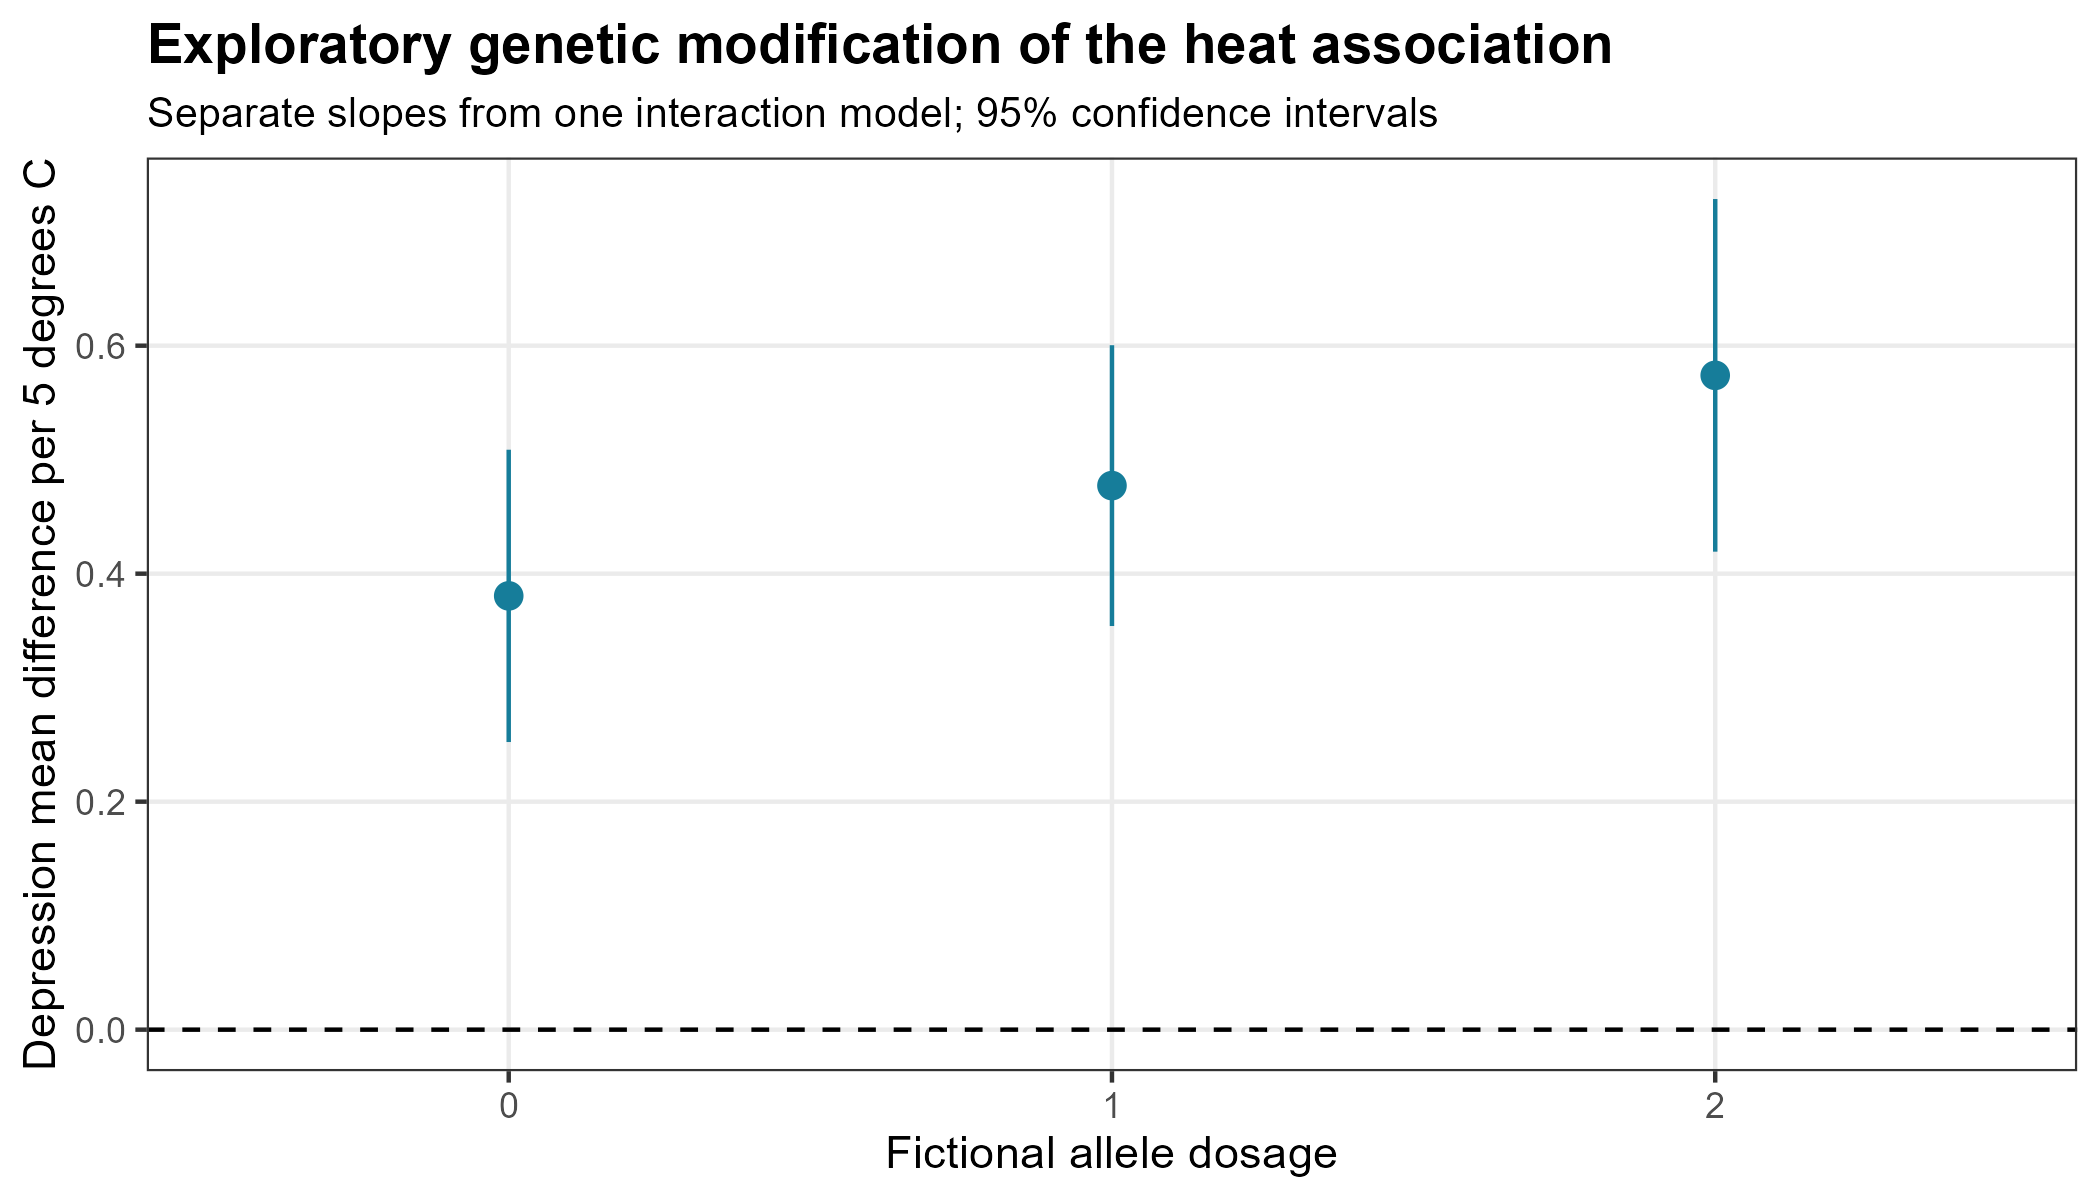 Exploratory genetic modification of the heat association
Separate slopes from one interaction model; 95% confidence intervals
Depression mean difference per 5 degrees C
0.6
0.4
0.2
0.0
0
1
2
Fictional allele dosage